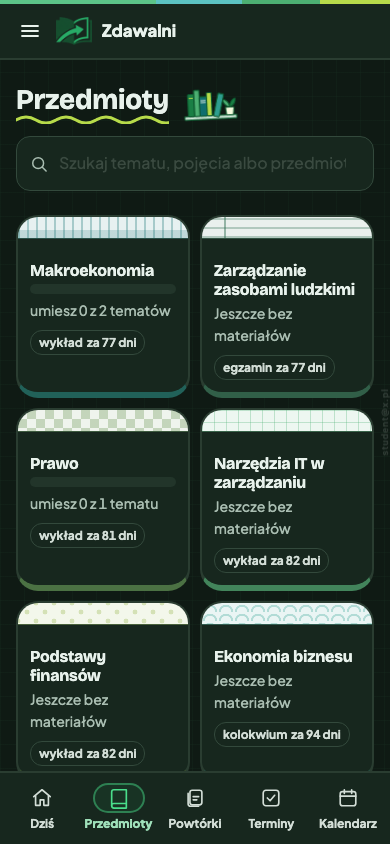 Zdawalni
Przedmioty
Szukaj tematu, pojęcia albo przedmiot
Makroekonomia
umiesz 0 z 2 tematów
wykład za 77 dni
Zarządzanie
zasobami ludzkimi
Jeszcze bez
materiałów
egzamin za 77 dni
Prawo
umiesz 0 z 1 tematu
wykład za 81 dni
Narzędzia IT w
zarządzaniu
Jeszcze bez
materiałów
wykład za 82 dni
student@z.pl
Podstawy
finansów
Jeszcze bez
materiałów
wykład za 82 dni
Ekonomia biznesu
Jeszcze bez
materiałów
kolokwium za 94 dni
Dziś
Przedmioty
Powtórki
Terminy
Kalendarz